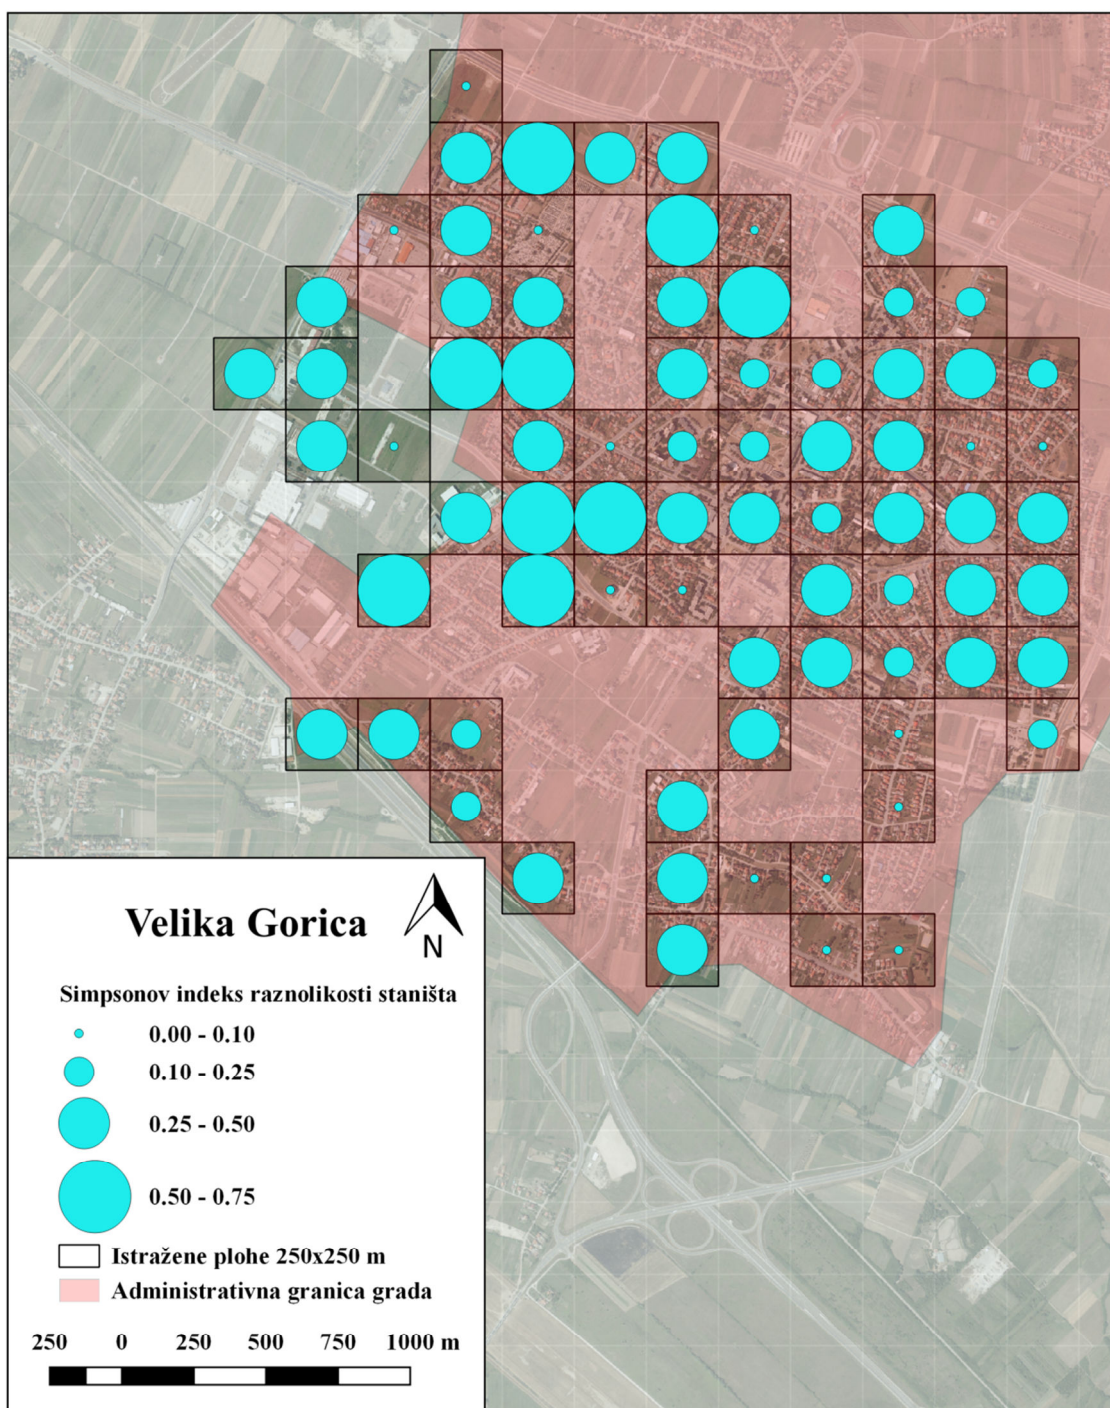 Velika Gorica
N
Simpsonov indeks raznolikosti staništa
0.00 - 0.10
0.10 - 0.25
0.25 - 0.50
0.50 - 0.75
Istražene plohe 250x250 m
Administrativna granica grada
250 0 250 500 750 1000 m